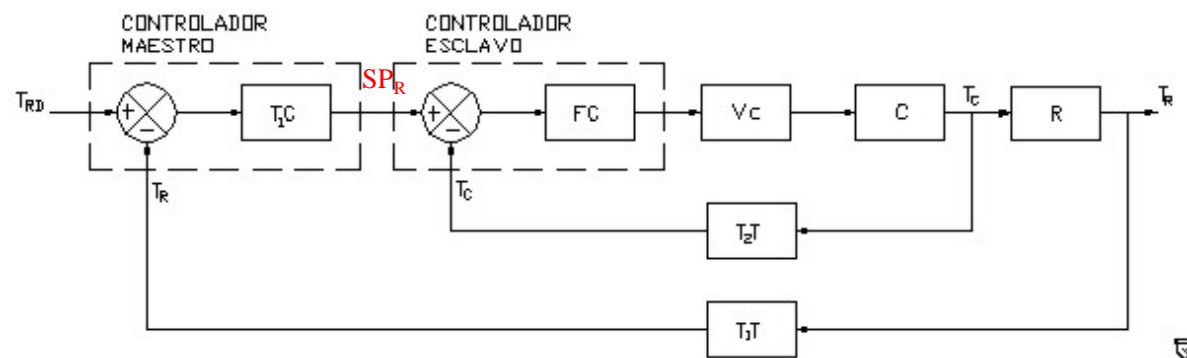 CONTROLADOR
MAESTRO
CONTROLADOR
ESCLAVO
TRD
+
−
T1C
SPR
+
−
FC
Vc
C
Tc
R
TR
TR
TC
T2T
T1T